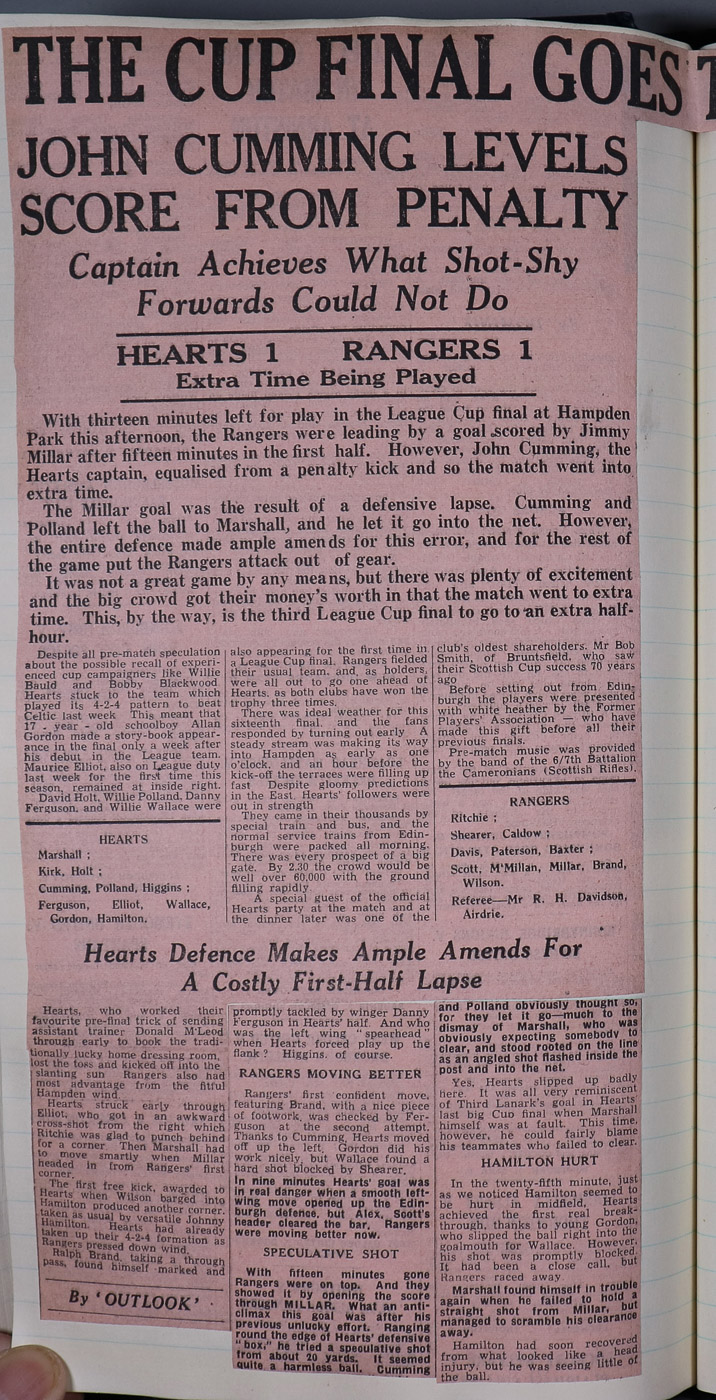 THE CUP FINAL GOES T
JOHN CUMMING LEVELS
SCORE FROM PENALTY
Captain Achieves What Shot-Shy
Forwards Could Not Do
HEARTS 1 RANGERS 1
Extra Time Being Played
With thirteen minutes left for play in the League Cup final at Hampden
Park this afternoon, the Rangers were leading by a goal scored by Jimmy
Millar after fifteen minutes in the first half. However, John Cumming, the
Hearts captain, equalised from a penalty kick and so the match went into
extra time.
The Millar goal was the result of a defensive lapse. Cumming and
Polland left the ball to Marshall, and he let it go into the net. However,
the entire defence made ample amends for this error, and for the rest of
the game put the Rangers attack out of gear.
It was not a great game by any means, but there was plenty of excitement
and the big crowd got their money's worth in that the match went to extra
time. This, by the way, is the third League Cup final to go to an extra half-
hour.
Despite all pre-match speculation
about the possible recall of experi-
enced cup campaigners like Willie
Bauld and Bobby Blackwood,
Hearts stuck to the team which
played its 4-2-4 pattern to beat
Celtic last week This meant that
17 - year - old schoolboy Allan
Gordon made a story-book appear-
ance in the final only a week after
his debut in the League team.
Maurice Elliot, also on League duty
last week for the first time this
season, remained at inside right.
David Holt, Willie Polland, Danny
Ferguson, and Willie Wallace were
HEARTS
Marshall ;
Kirk, Holt ;
Cumming, Polland, Higgins ;
Ferguson, Elliot, Wallace,
Gordon, Hamilton.
also appearing for the first time in
a League Cup final. Rangers fielded
their usual team, and, as holders,
were all out to go one ahead of
Hearts, as both clubs have won the
trophy three times.
There was ideal weather for this
sixteenth final, and the fans
responded by turning out early A
steady stream was making its way
into Hampden as early as one
o'clock, and an hour before the
kick-off the terraces were filling up
fast Despite gloomy predictions
in the East, Hearts' followers were
out in strength
They came in their thousands by
special train and bus, and the
normal service trains from Edin-
burgh were packed all morning.
There was every prospect of a big
gate. By 2.30 the crowd would be
well over 60,000 with the ground
filling rapidly
A special guest of the official
Hearts party at the match and at
the dinner later was one of the
club's oldest shareholders, Mr Bob
Smith, of Bruntsfield, who saw
their Scottish Cup success 70 years
ago
Before setting out from Edin-
burgh the players were presented
with white heather by the Former
Players' Association — who have
made this gift before all their
previous finals.
Pre-match music was provided
by the band of the 6/7th Battalion
the Cameronians (Scottish Rifles).
RANGERS
Ritchie ;
Shearer, Caldow ;
Davis, Paterson, Baxter ;
Scott, M'Millan, Millar, Brand,
Wilson.
Referee—Mr R. H. Davidson,
Airdrie.
Hearts Defence Makes Ample Amends For
A Costly First-Half Lapse
Hearts, who worked their
favourite pre-final trick of sending
assistant trainer Donald M'Leod
through early to book the tradi-
tionally lucky home dressing room,
lost the toss and kicked off into the
slanting sun Rangers also had
most advantage from the fitful
Hampden wind.
Hearts struck early through
Elliot, who got in an awkward
cross-shot from the right which
Ritchie was glad to punch behind
for a corner Then Marshall had
to move smartly when Millar
headed in from Rangers' first
corner.
The first free kick, awarded to
Hearts when Wilson barged into
Hamilton produced another corner,
taken as usual by versatile Johnny
Hamilton. Hearts had already
taken up their 4-2-4 formation as
Rangers pressed down wind.
Ralph Brand, taking a through
pass, found himself marked and
By 'OUTLOOK'
promptly tackled by winger Danny
Ferguson in Hearts' half. And who
was the left wing "spearhead"
when Hearts forced play up the
flank ? Higgins, of course.
RANGERS MOVING BETTER
Rangers' first confident move,
featuring Brand, with a nice piece
of footwork, was checked by Fer-
guson at the second attempt.
Thanks to Cumming, Hearts moved
off up the left. Gordon did his
work nicely, but Wallace found a
hard shot blocked by Shearer.
In nine minutes Hearts' goal was
in real danger when a smooth left-
wing move opened up the Edin-
burgh defence, but Alex. Scott's
header cleared the bar. Rangers
were moving better now.
SPECULATIVE SHOT
With fifteen minutes gone
Rangers were on top. And they
showed it by opening the score
through MILLAR. What an anti-
climax this goal was after his
previous unlucky effort. Ranging
round the edge of Hearts' defensive
"box," he tried a speculative shot
from about 20 yards. It seemed
quite a harmless ball. Cumming
and Polland obviously thought so,
for they let it go—much to the
dismay of Marshall, who was
obviously expecting somebody to
clear, and stood rooted on the line
as an angled shot flashed inside the
post and into the net.
Yes, Hearts slipped up badly
here. It was all very reminiscent
of Third Lanark's goal in Hearts'
last big Cup final when Marshall
himself was at fault. This time,
however, he could fairly blame
his teammates who failed to clear.
HAMILTON HURT
In the twenty-fifth minute, just
as we noticed Hamilton seemed to
be hurt in midfield, Hearts
achieved the first real break-
through, thanks to young Gordon,
who slipped the ball right into the
goalmouth for Wallace. However,
his shot was promptly blocked.
It had been a close call, but
Rangers raced away.
Marshall found himself in trouble
again when he failed to hold a
straight shot from Millar, but
managed to scramble his clearance
away.
Hamilton had soon recovered
from what looked like a head
injury, but he was seeing little of
the ball.